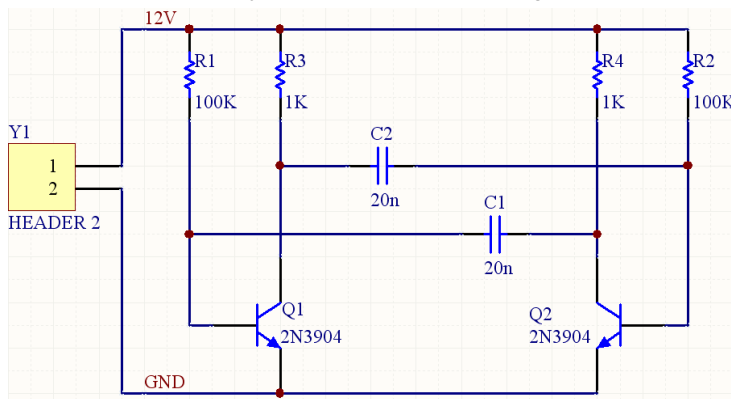 12V
R1
R3
R4
R2
100K
1K
1K
100K
Y1
C2
1
2
20n
HEADER 2
C1
20n
Q1
Q2
2N3904
2N3904
GND